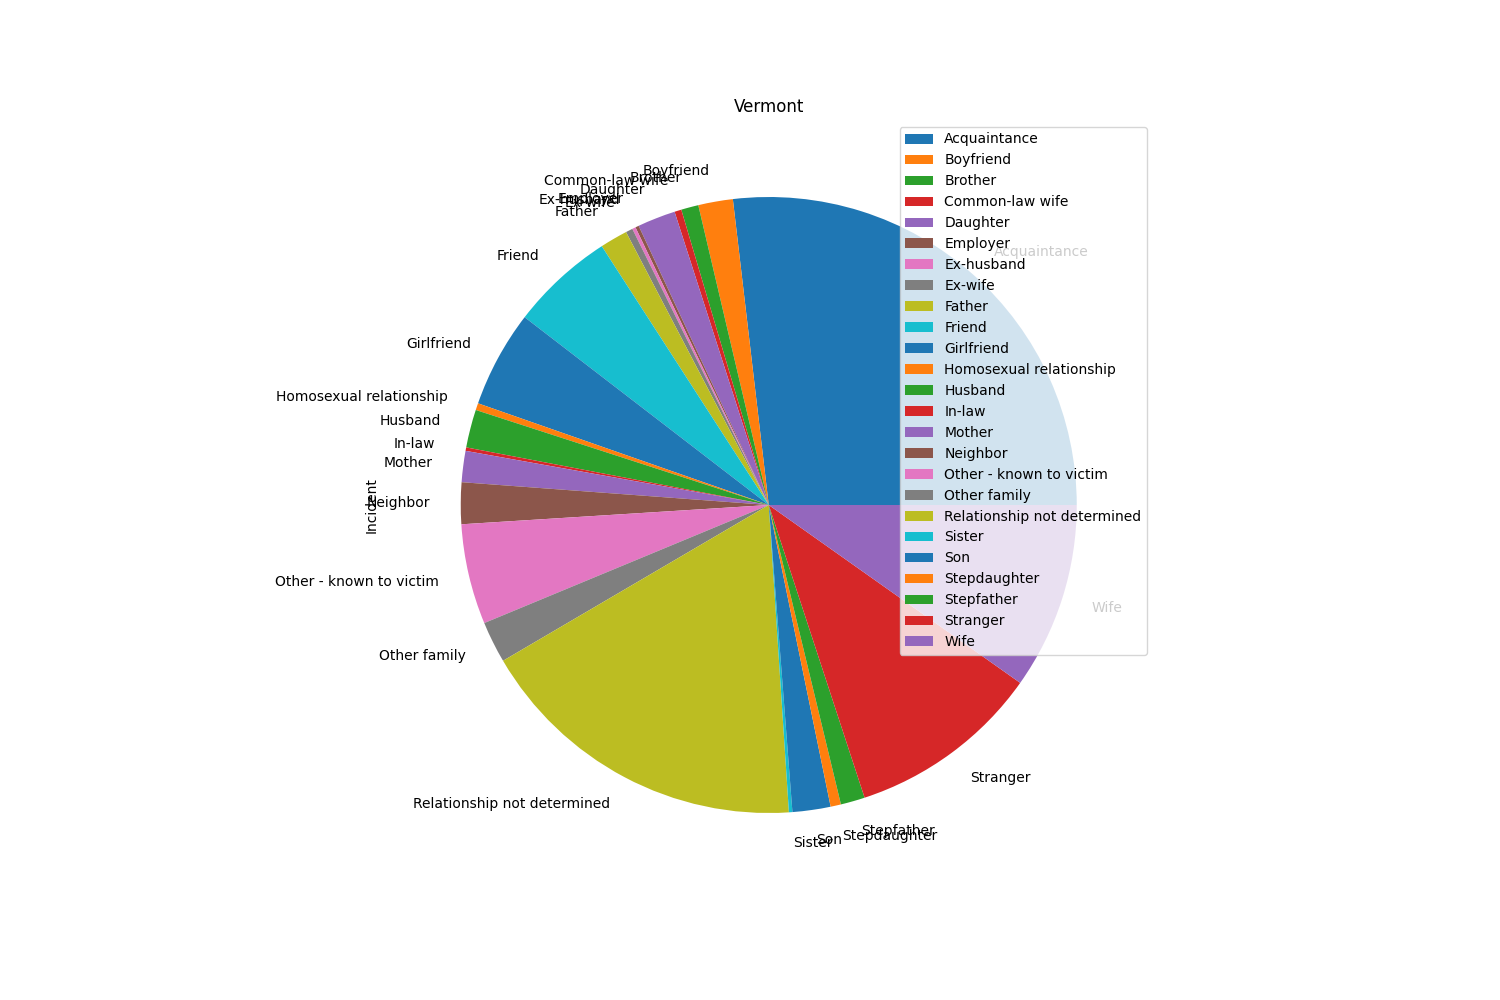 Vermont
Boyfriend
Brother
Common-law wife
Daughter
Employer
Ex-husband
Ex-wife
Father
Friend
Girlfriend
Homosexual relationship
Husband
In-law
Mother
Neighbor
Incident
Other - known to victim
Other family
Relationship not determined
Sister
Son
Stepdaughter
Stepfather
Stranger
Wife
Acquaintance
Acquaintance
Boyfriend
Brother
Common-law wife
Daughter
Employer
Ex-husband
Ex-wife
Father
Friend
Girlfriend
Homosexual relationship
Husband
In-law
Mother
Neighbor
Other - known to victim
Other family
Relationship not determined
Sister
Son
Stepdaughter
Stepfather
Stranger
Wife